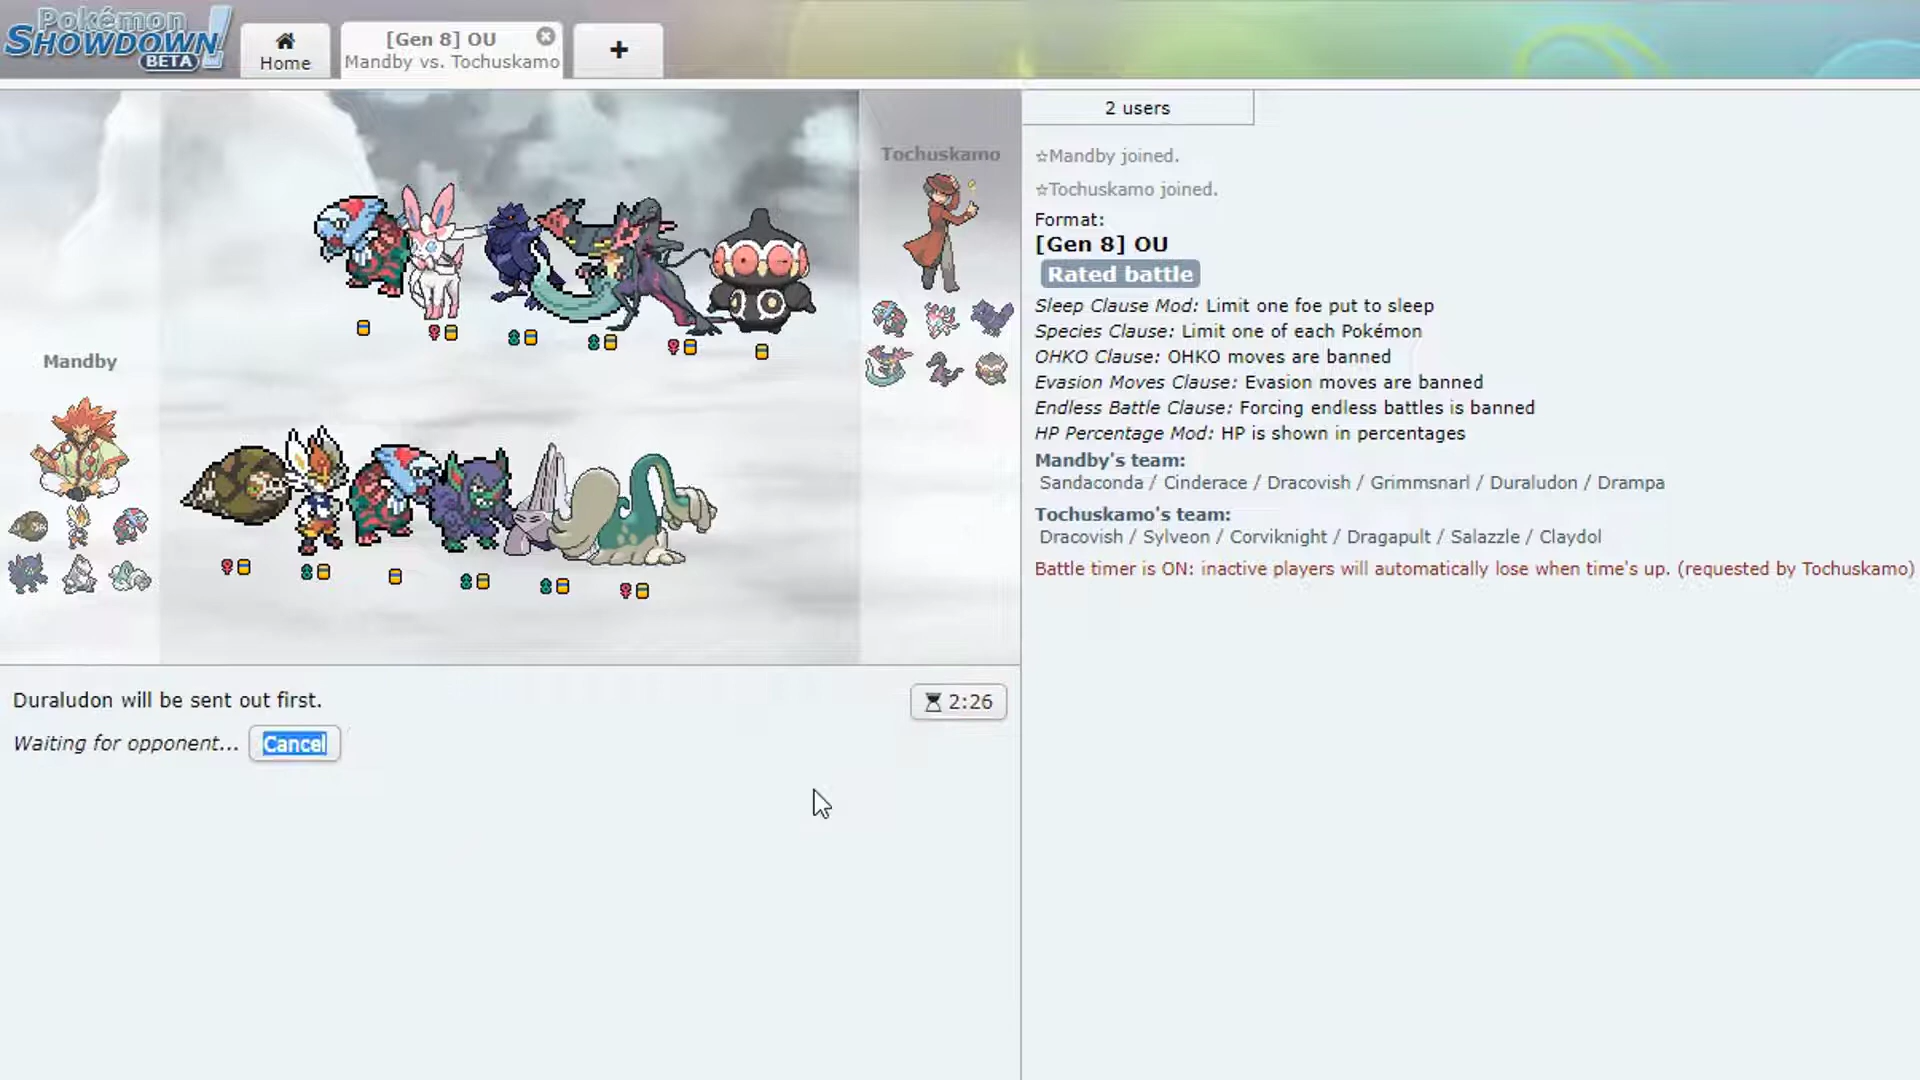 Pokémon
SHOWDOWN!
BETA
Home
[Gen 8] OU
Mandby vs. Tochuskamo
+
2 users
Tochuskamo
Mandby
☆Mandby joined.
☆Tochuskamo joined.
Format:
[Gen 8] OU
Rated battle
Sleep Clause Mod: Limit one foe put to sleep
Species Clause: Limit one of each Pokémon
OHKO Clause: OHKO moves are banned
Evasion Moves Clause: Evasion moves are banned
Endless Battle Clause: Forcing endless battles is banned
HP Percentage Mod: HP is shown in percentages
Mandby's team:
Sandaconda / Cinderace / Dracovish / Grimmsnarl / Duraludon / Drampa
Tochuskamo's team:
Dracovish / Sylveon / Corviknight / Dragapult / Salazzle / Claydol
Battle timer is ON: inactive players will automatically lose when time's up. (requested by Tochuskamo)
Duraludon will be sent out first.
2:26
Waiting for opponent... Cancel